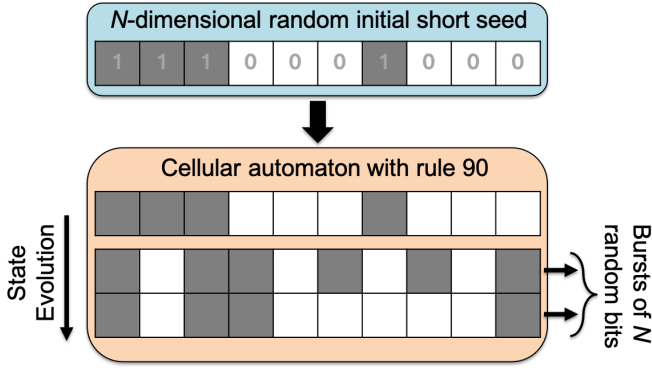 N-dimensional random initial short seed
1 1 1 0 0 0 1 0 0 0
Cellular automaton with rule 90
State
Evolution
Bursts of N
random bits